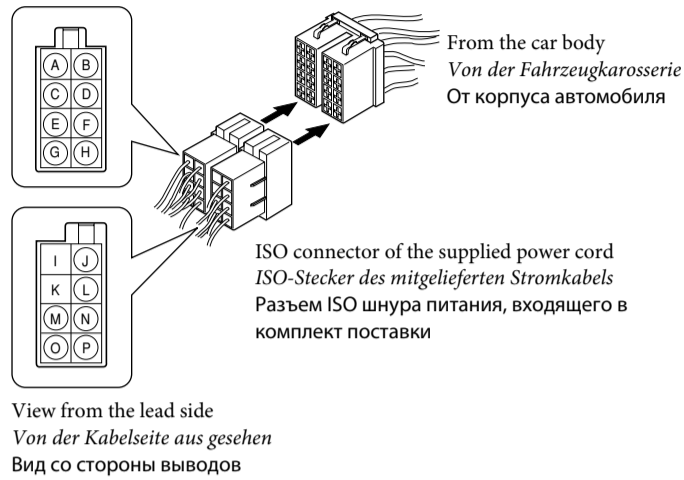 A B
C D
E F
G H
From the car body
Von der Fahrzeugkarosserie
От корпуса автомобиля
I J
K L
M N
O P
ISO connector of the supplied power cord
ISO-Stecker des mitgelieferten Stromkabels
Разъем ISO шнура питания, входящего в
комплект поставки
View from the lead side
Von der Kabelseite aus gesehen
Вид со стороны выводов